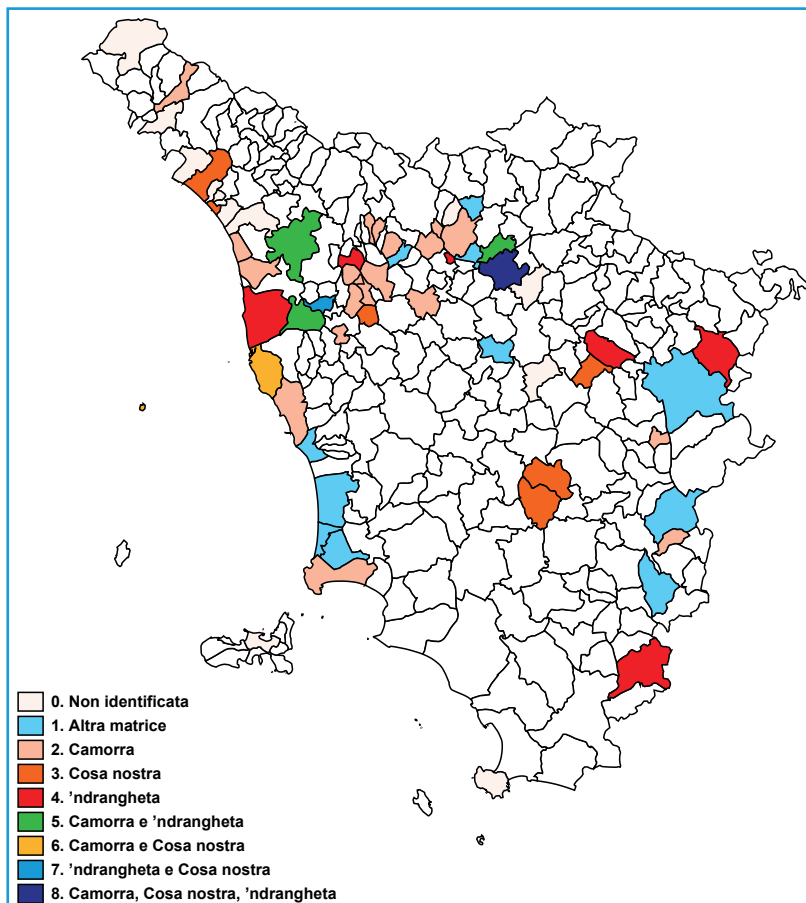 0. Non identificata
1. Altra matrice
2. Camorra
3. Cosa nostra
4. ’ndrangheta
5. Camorra e ’ndrangheta
6. Camorra e Cosa nostra
7. ’ndrangheta e Cosa nostra
8. Camorra, Cosa nostra, ’ndrangheta